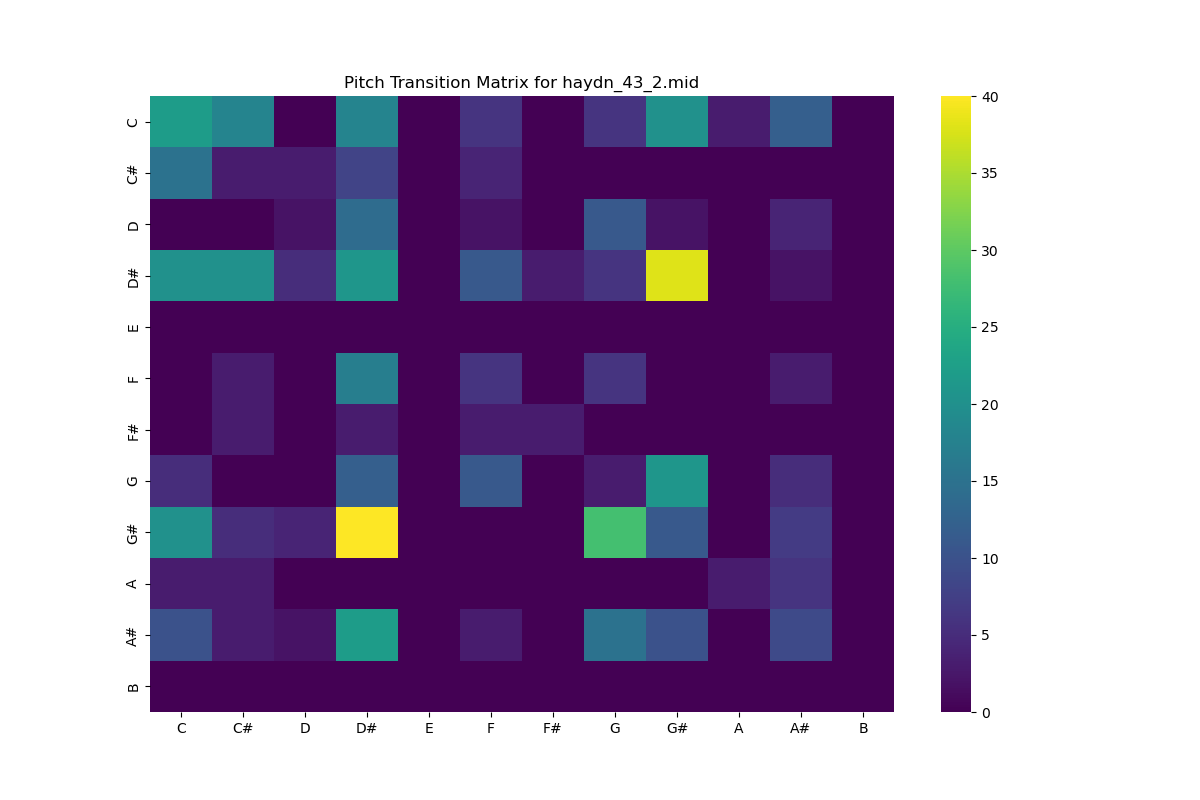 Pitch Transition Matrix for haydn_43_2.mid
C
C#
D
D#
E
F
F#
G
G#
A
A#
B
C C# D D# E F F# G G# A A# B
40
35
30
25
20
15
10
5
0